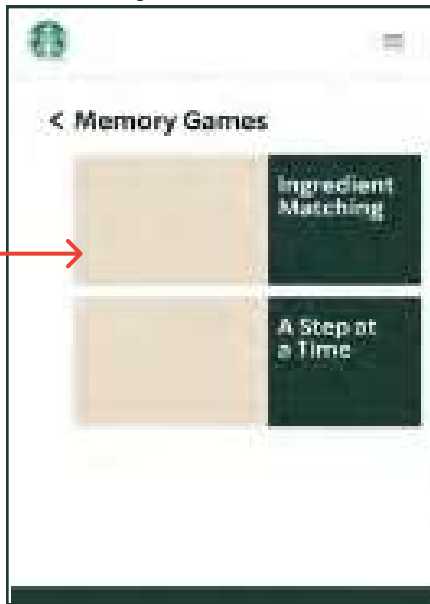 < Memory Games
Ingredient
Matching
A Step at
a Time